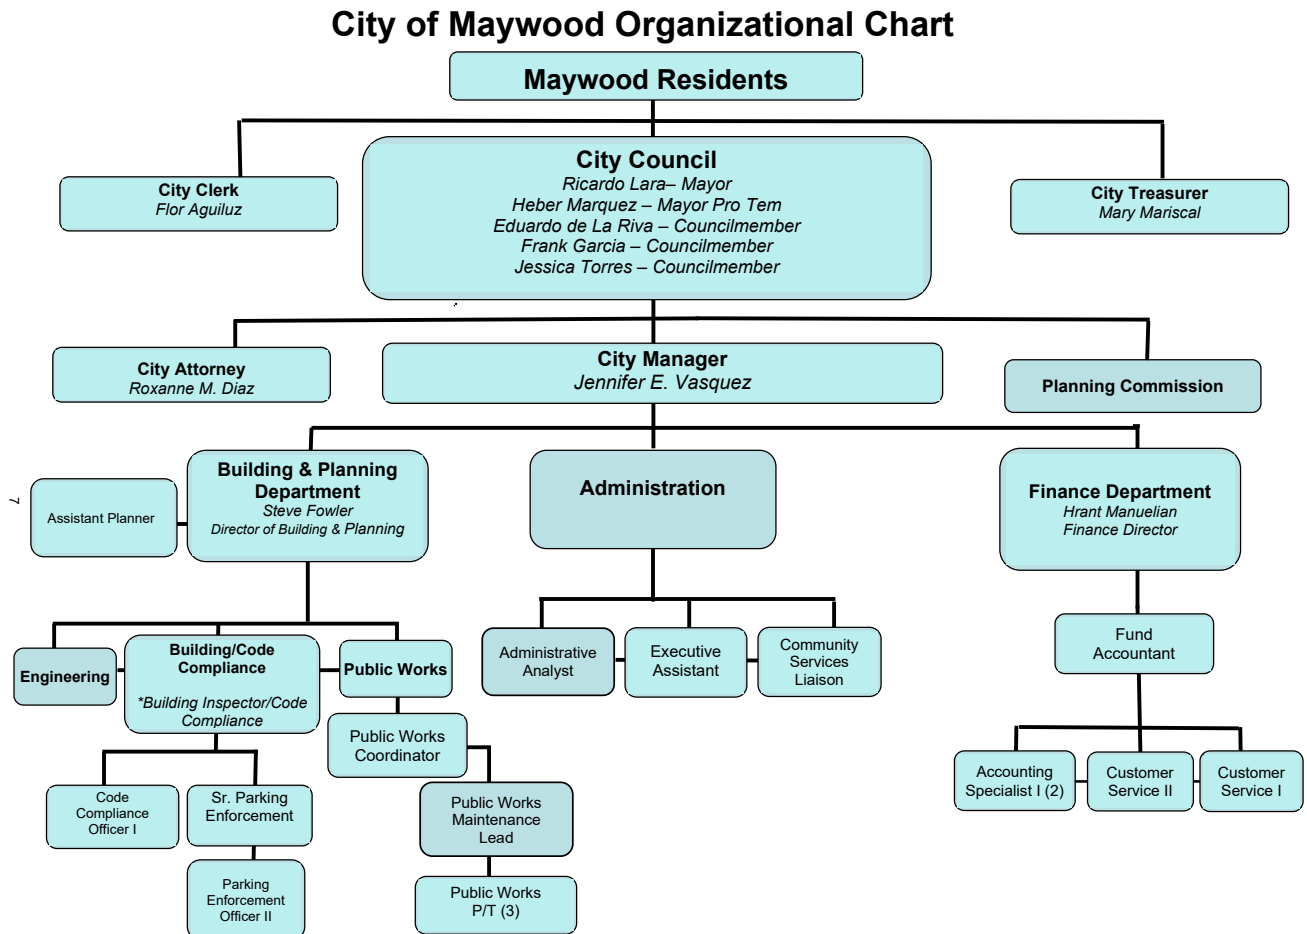 City of Maywood Organizational Chart
Maywood Residents
City Clerk
Flor Aguiluz
City Council
Ricardo Lara– Mayor
Heber Marquez – Mayor Pro Tem
Eduardo de La Riva – Councilmember
Frank Garcia – Councilmember
Jessica Torres – Councilmember
City Treasurer
Mary Mariscal
City Attorney
Roxanne M. Diaz
City Manager
Jennifer E. Vasquez
Planning Commission
7
Assistant Planner
Building & Planning
Department
Steve Fowler
Director of Building & Planning
Administration
Finance Department
Hrant Manuelian
Finance Director
Engineering
Building/Code
Compliance
*Building Inspector/Code
Compliance
Public Works
Administrative
Analyst
Executive
Assistant
Community
Services
Liaison
Fund
Accountant
Public Works
Coordinator
Code
Compliance
Officer I
Sr. Parking
Enforcement
Public Works
Maintenance
Lead
Accounting
Specialist I (2)
Customer
Service II
Customer
Service I
Parking
Enforcement
Officer II
Public Works
P/T (3)